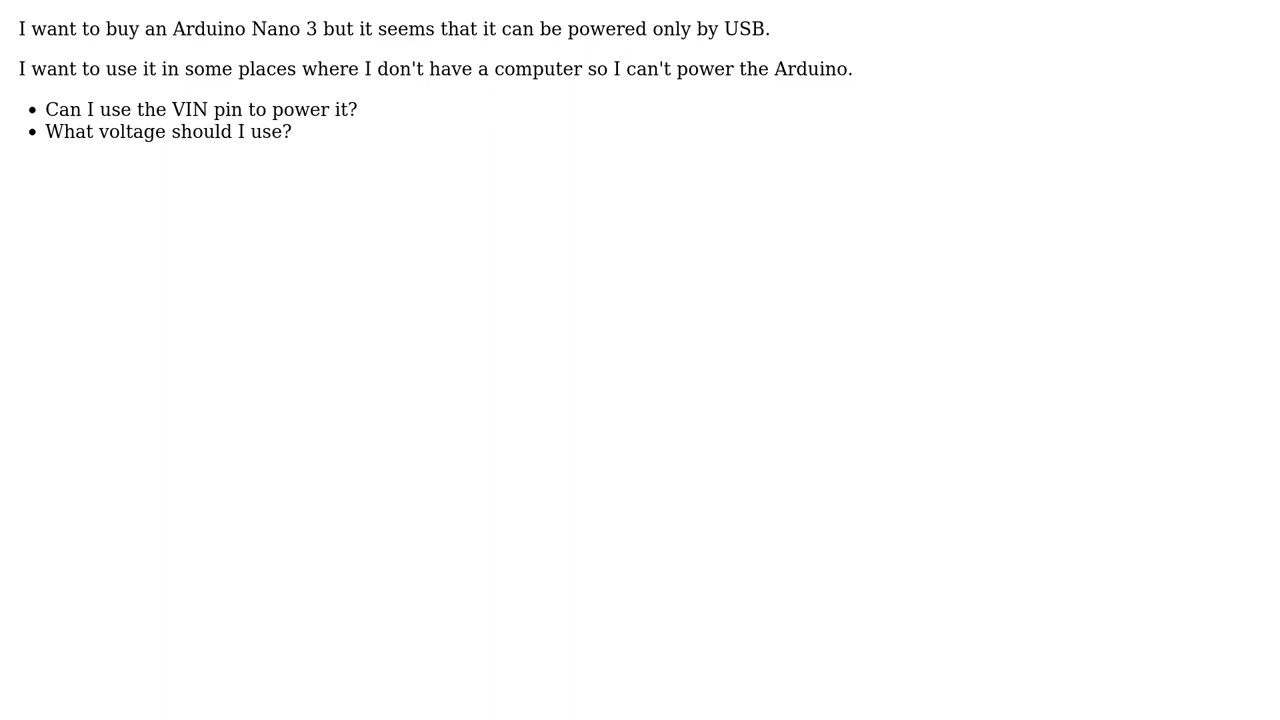 I want to buy an Arduino Nano 3 but it seems that it can be powered only by USB.
I want to use it in some places where I don't have a computer so I can't power the Arduino.
• Can I use the VIN pin to power it?
• What voltage should I use?